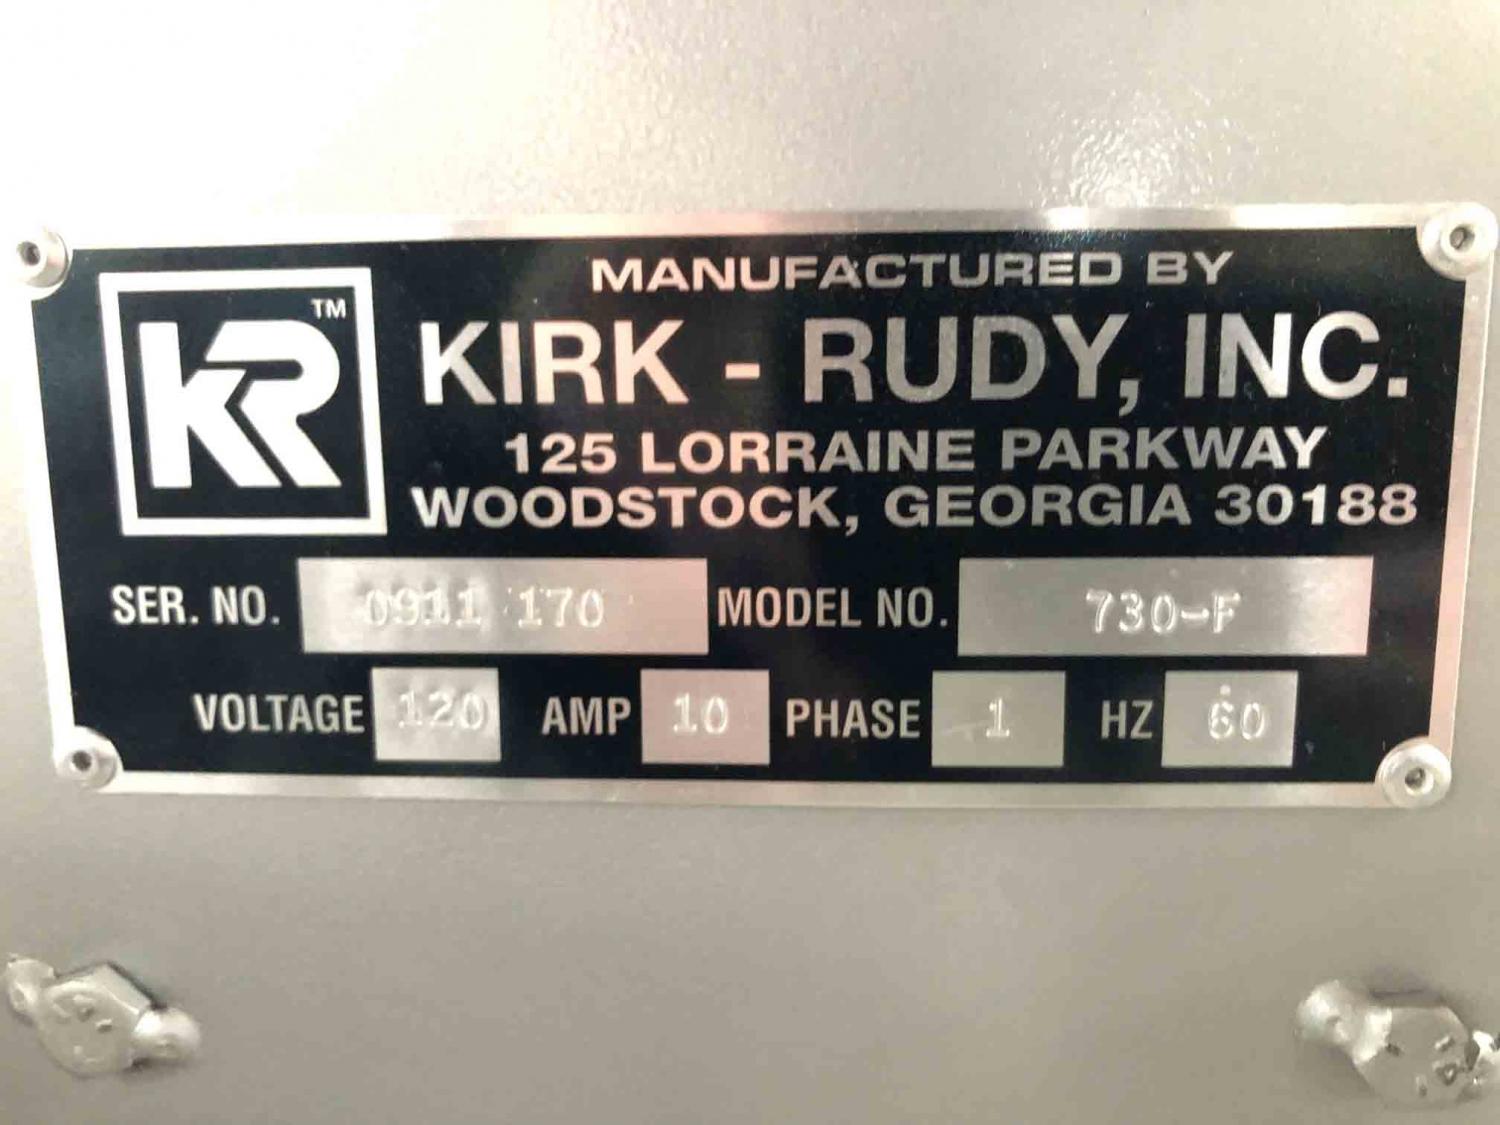 MANUFACTURED BY
KR™
KIRK - RUDY, INC.
125 LORRAINE PARKWAY
WOODSTOCK, GEORGIA 30188
SER. NO. 0911 170 MODEL NO. 730-F
VOLTAGE 120 AMP 10 PHASE 1 HZ 60